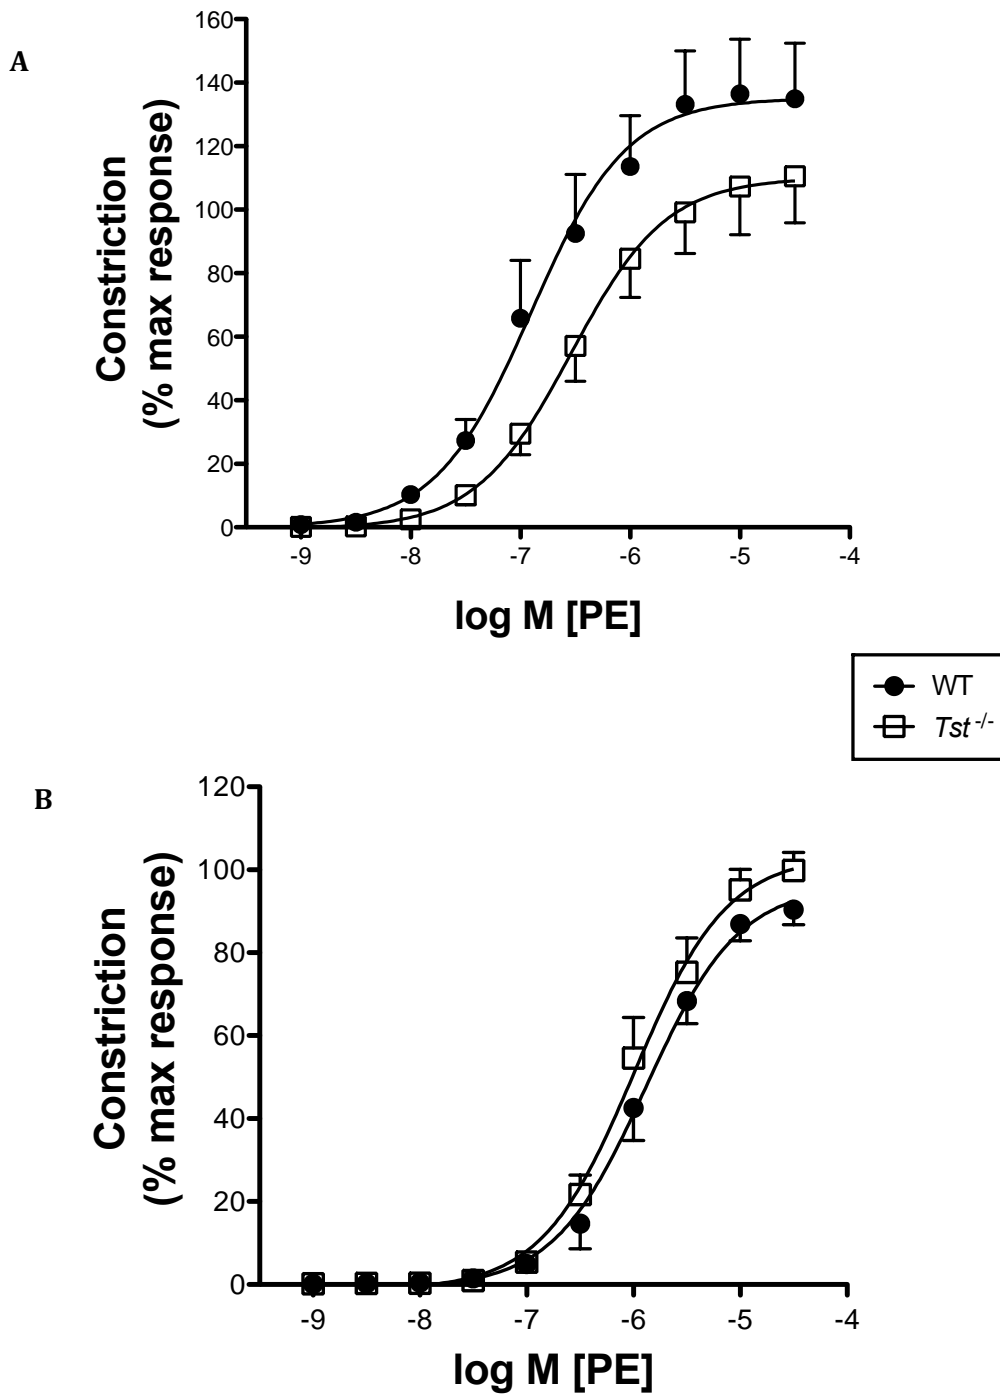 A
Constriction
(% max response)
160
140
120
100
80
60
40
20
0
-9 -8 -7 -6 -5 -4
log M [PE]
WT
Tst -/-
B
Constriction
(% max response)
120
100
80
60
40
20
0
-9 -8 -7 -6 -5 -4
log M [PE]